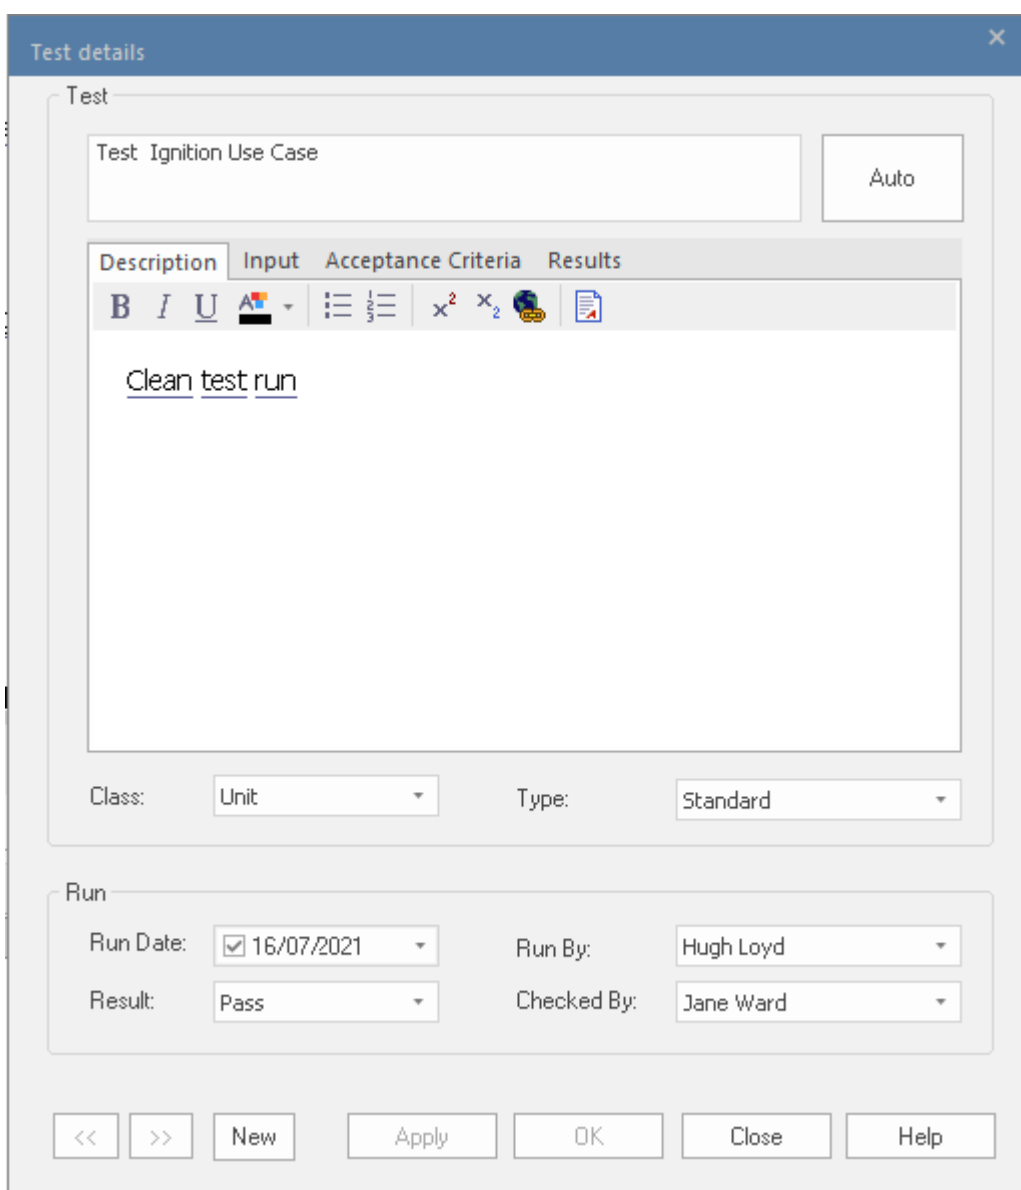 Test details
Test
Test  Ignition Use Case
Auto
Description Input Acceptance Criteria Results
B I U A x² x₂
Clean test run
Class: Unit Type: Standard
Run
Run Date: 16/07/2021 Run By: Hugh Loyd
Result: Pass Checked By: Jane Ward
<< >> New Apply OK Close Help